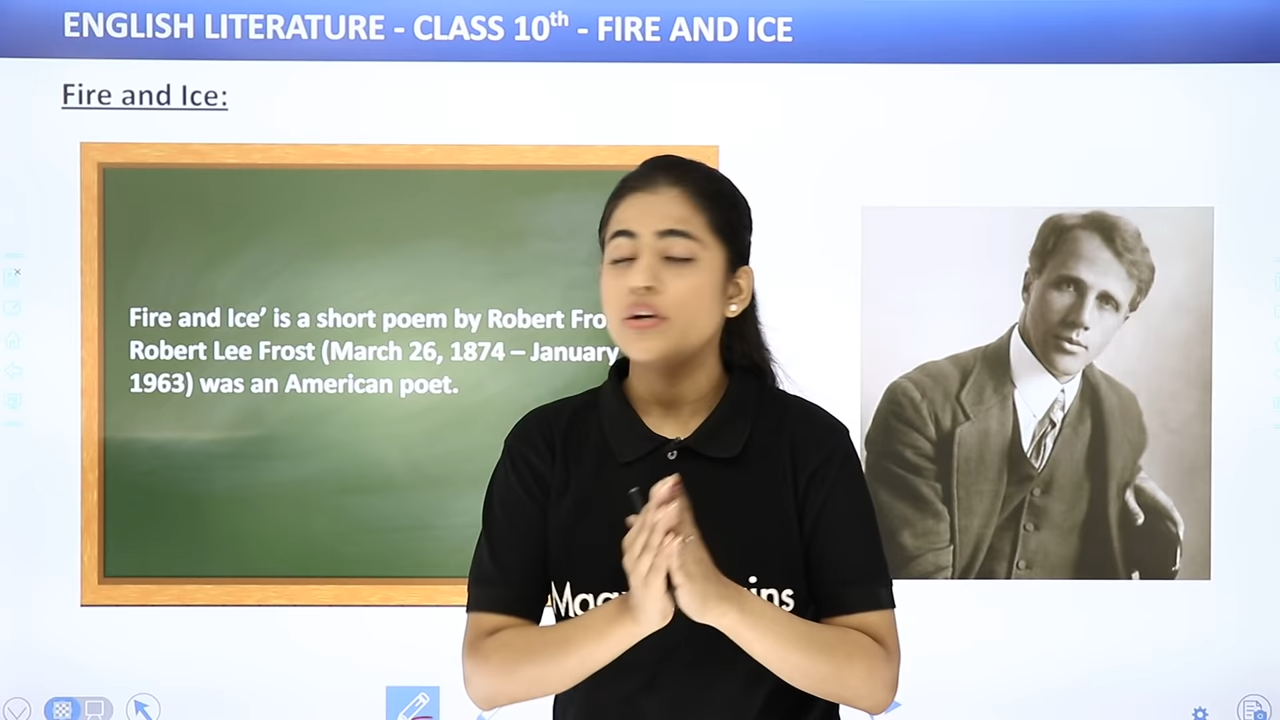 ENGLISH LITERATURE - CLASS 10th - FIRE AND ICE
Fire and Ice:
Fire and Ice’ is a short poem by Robert
Robert Lee Frost (March 26, 1874 – January
1963) was an American poet.